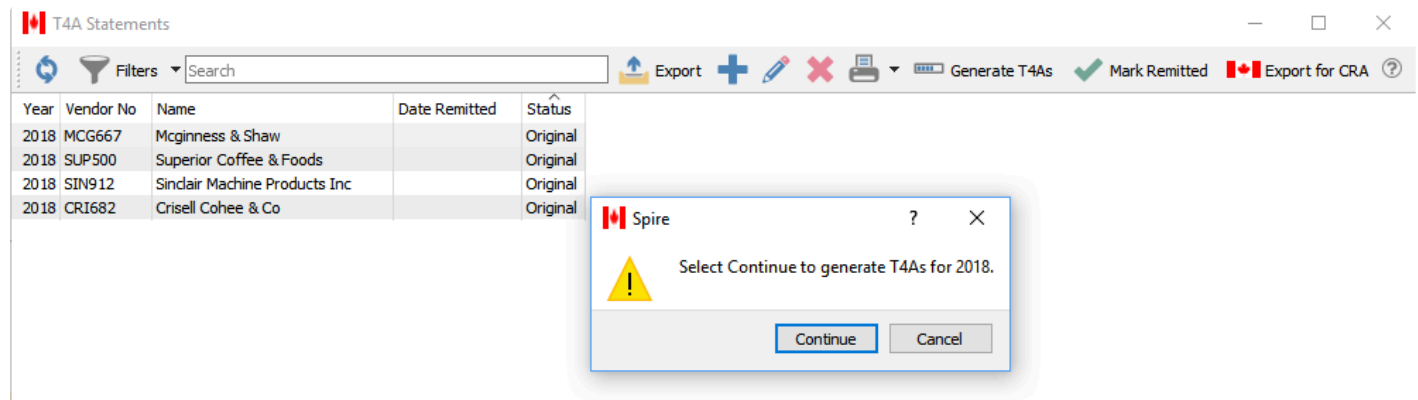 T4A Statements
Filters Search Export Generate T4As Mark Remitted Export for CRA ?
Year Vendor No Name Date Remitted Status
2018 MCG667 Mcginness & Shaw Original
2018 SUP500 Superior Coffee & Foods Original
2018 SIN912 Sinclair Machine Products Inc Original
2018 CRI682 Crisell Cohee & Co Original
Spire ?
Select Continue to generate T4As for 2018.
Continue Cancel